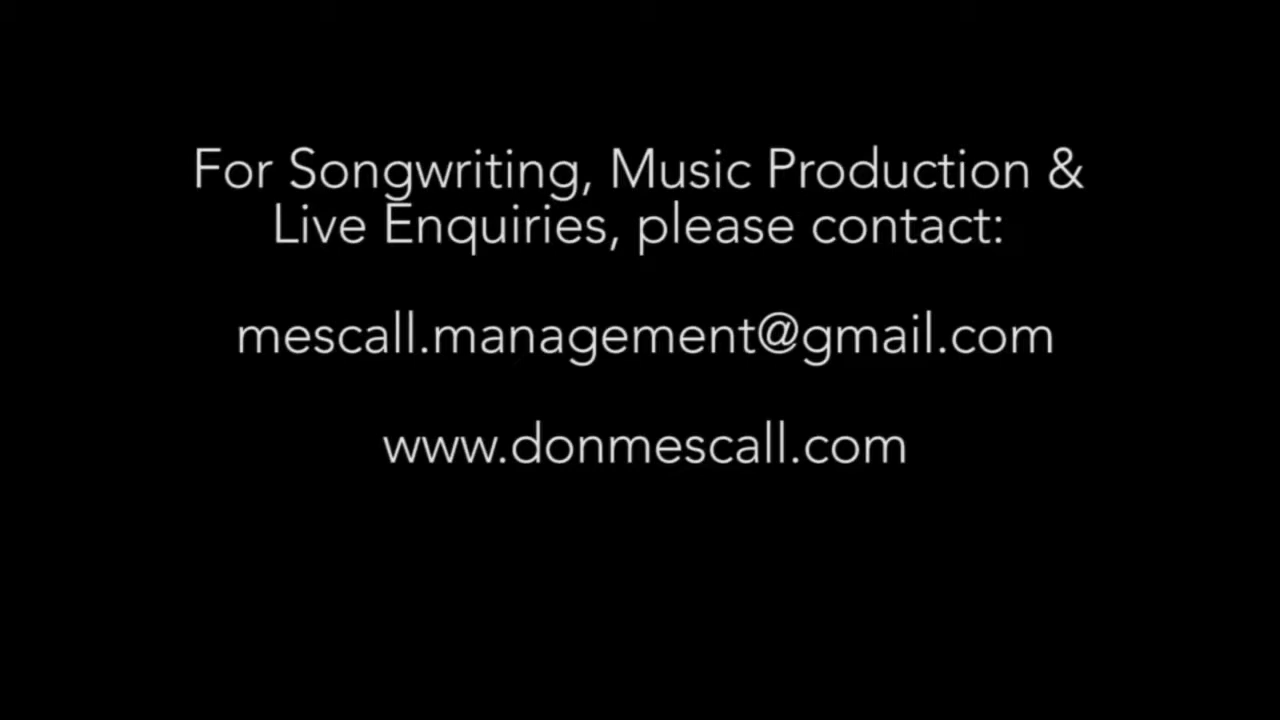 For Songwriting, Music Production &
Live Enquiries, please contact:
mescall.management@gmail.com
www.donmescall.com